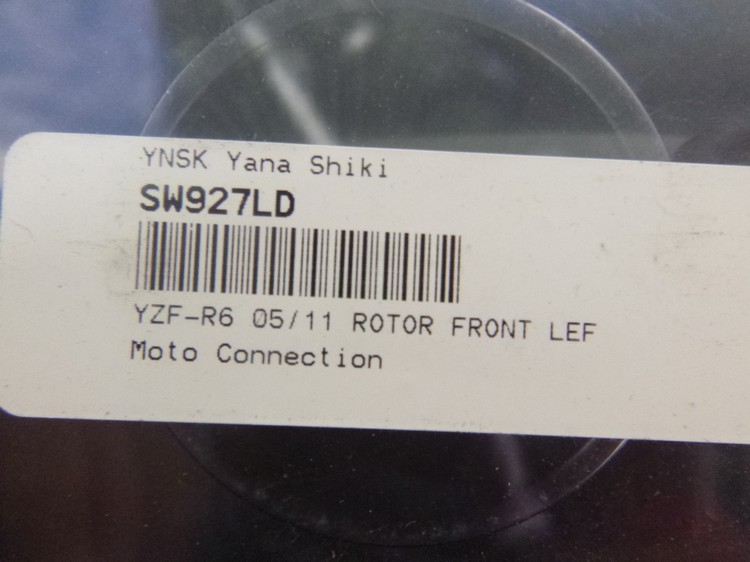 YNSK Yana Shiki
SW927LD
YZF-R6 05/11 ROTOR FRONT LEF
Moto Connection